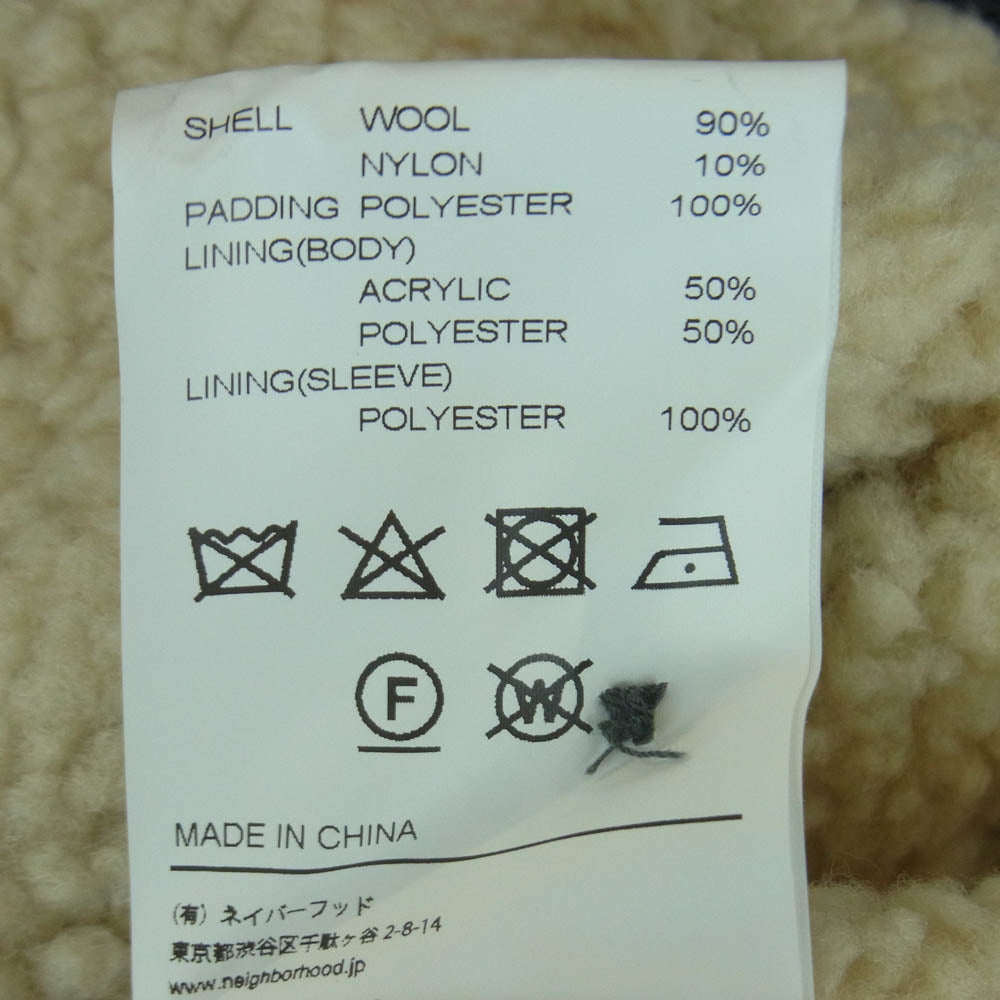 SHELL WOOL 90%
NYLON 10%
PADDING POLYESTER 100%
LINING(BODY)
ACRYLIC 50%
POLYESTER 50%
LINING(SLEEVE)
POLYESTER 100%
F W
MADE IN CHINA
(有) ネイバーフッド
東京都渋谷区千駄ヶ谷 2-8-14
www.neighborhood.jp